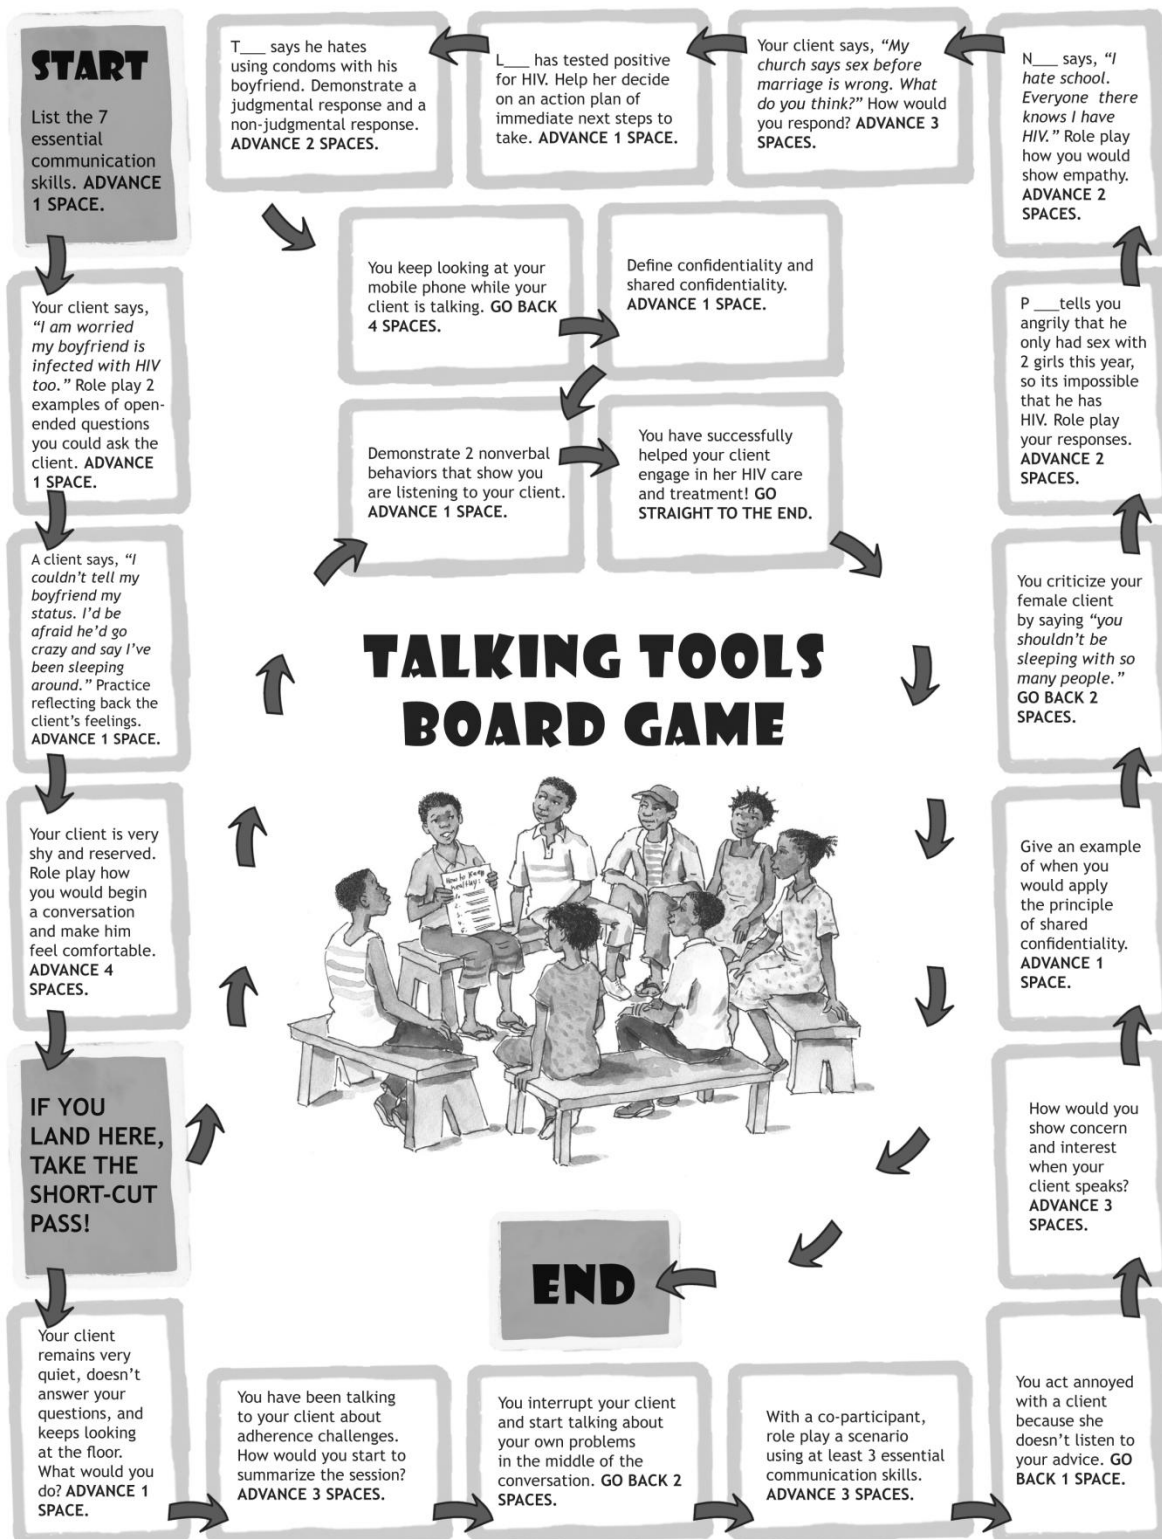 START
List the 7
essential
communication
skills. ADVANCE
1 SPACE.
Your client says,
"I am worried
my boyfriend is
infected with HIV
too." Role play 2
examples of open-
ended questions
you could ask the
client. ADVANCE
1 SPACE.
A client says, "I
couldn't tell my
boyfriend my
status. I'd be
afraid he'd go
crazy and say I've
been sleeping
around." Practice
reflecting back the
client's feelings.
ADVANCE 1 SPACE.
Your client is very
shy and reserved.
Role play how
you would begin
a conversation
and make him
feel comfortable.
ADVANCE 4
SPACES.
IF YOU
LAND HERE,
TAKE THE
SHORT-CUT
PASS!
Your client
remains very
quiet, doesn't
answer your
questions, and
keeps looking
at the floor.
What would you
do? ADVANCE 1
SPACE.
You have been talking
to your client about
adherence challenges.
How would you start to
summarize the session?
ADVANCE 3 SPACES.
You interrupt your client
and start talking about
your own problems
in the middle of the
conversation. GO BACK 2
SPACES.
With a co-participant,
role play a scenario
using at least 3 essential
communication skills.
ADVANCE 3 SPACES.
You act annoyed
with a client
because she
doesn't listen to
your advice. GO
BACK 1 SPACE.
How would you
show concern
and interest
when your
client speaks?
ADVANCE 3
SPACES.
Give an example
of when you
would apply
the principle
of shared
confidentiality.
ADVANCE 1
SPACE.
You criticize your
female client
by saying "you
shouldn't be
sleeping with so
many people."
GO BACK 2
SPACES.
P ___tells you
angrily that he
only had sex with
2 girls this year,
so its impossible
that he has
HIV. Role play
your responses.
ADVANCE 2
SPACES.
N___ says, "I
hate school.
Everyone there
knows I have
HIV." Role play
how you would
show empathy.
ADVANCE 2
SPACES.
Your client says, "My
church says sex before
marriage is wrong. What
do you think?" How would
you respond? ADVANCE 3
SPACES.
L___ has tested positive
for HIV. Help her decide
on an action plan of
immediate next steps to
take. ADVANCE 1 SPACE.
T___ says he hates
using condoms with his
boyfriend. Demonstrate a
judgmental response and a
non-judgmental response.
ADVANCE 2 SPACES.
You keep looking at your
mobile phone while your
client is talking. GO BACK
4 SPACES.
Define confidentiality and
shared confidentiality.
ADVANCE 1 SPACE.
Demonstrate 2 nonverbal
behaviors that show you
are listening to your client.
ADVANCE 1 SPACE.
You have successfully
helped your client
engage in her HIV care
and treatment! GO
STRAIGHT TO THE END.
TALKING TOOLS
BOARD GAME
How to Keep
healthy:
END